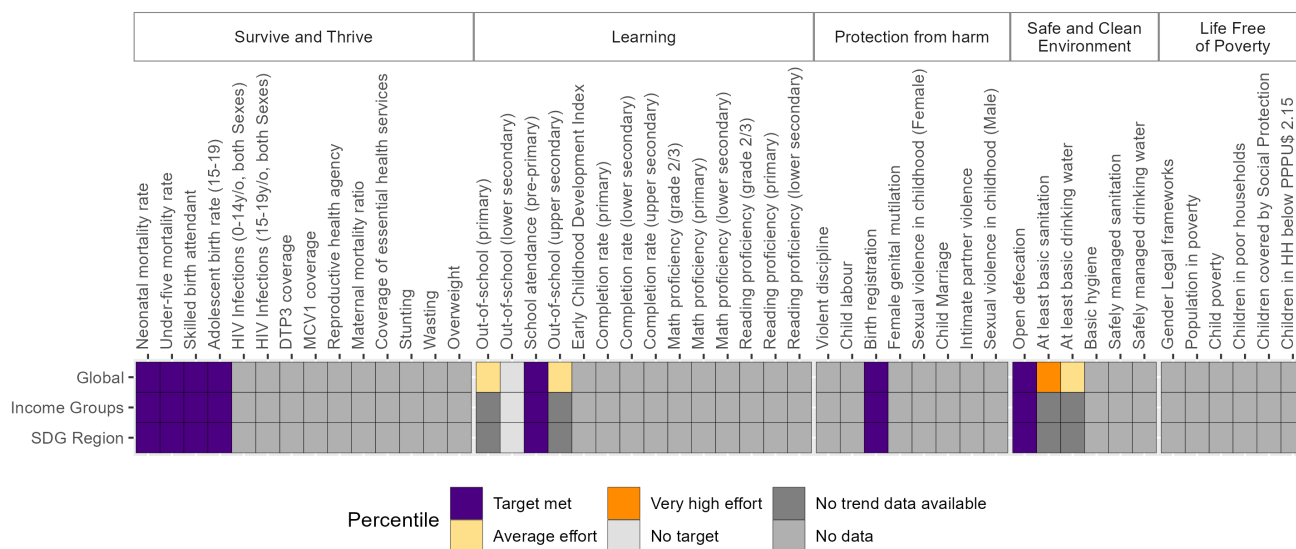 Survive and Thrive
Learning
Protection from harm
Safe and Clean
Environment
Life Free
of Poverty
Neonatal mortality rate
Under-five mortality rate
Skilled birth attendant
Adolescent birth rate (15-19)
HIV Infections (0-14y/o, both Sexes)
HIV Infections (15-19y/o, both Sexes)
DTP3 coverage
MCV1 coverage
Reproductive health agency
Maternal mortality ratio
Coverage of essential health services
Stunting
Wasting
Overweight
Out-of-school (primary)
Out-of-school (lower secondary)
School atendance (pre-primary)
Out-of-school (upper secondary)
Early Childhood Development Index
Completion rate (primary)
Completion rate (lower secondary)
Completion rate (upper secondary)
Math proficiency (grade 2/3)
Math proficiency (primary)
Math proficiency (lower secondary)
Reading proficiency (grade 2/3)
Reading proficiency (primary)
Reading proficiency (lower secondary)
Violent discipline
Child labour
Birth registration
Female genital mutilation
Sexual violence in childhood (Female)
Child Marriage
Intimate partner violence
Sexual violence in childhood (Male)
Open defecation
At least basic sanitation
At least basic drinking water
Basic hygiene
Safely managed sanitation
Safely managed drinking water
Gender Legal frameworks
Population in poverty
Child poverty
Children in poor households
Children covered by Social Protection
Children in HH below PPPU$ 2.15
Global
Income Groups
SDG Region
Percentile
Target met
Very high effort
No trend data available
Average effort
No target
No data